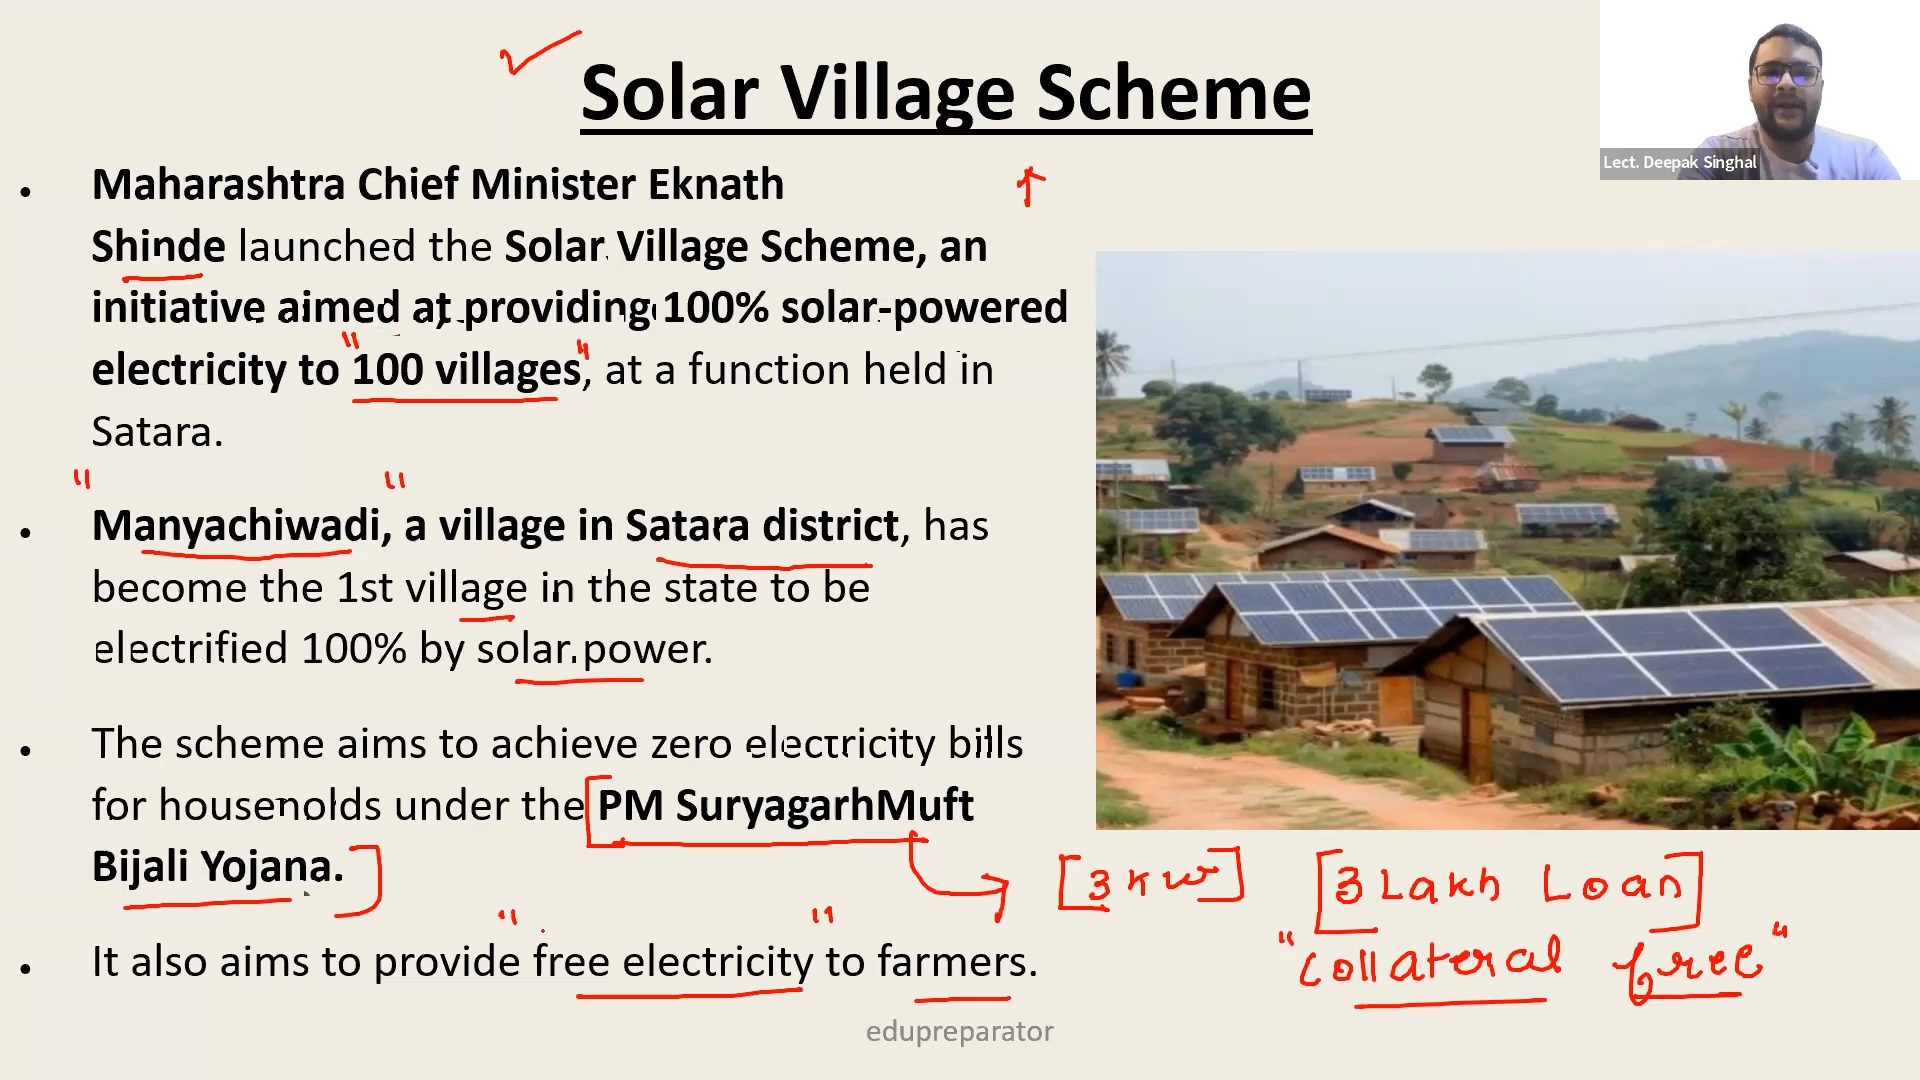 Solar Village Scheme
Lect. Deepak Singhal
• Maharashtra Chief Minister Eknath
Shinde launched the Solar Village Scheme, an
initiative aimed at providing 100% solar-powered
electricity to "100 villages", at a function held in
Satara.
• Manyachiwadi, a village in Satara district, has
become the 1st village in the state to be
electrified 100% by solar power.
• The scheme aims to achieve zero electricity bills
for households under the [PM SuryagarhMuft
Bijali Yojana.]
[3 kw] [3 Lakh Loan]
"collateral free"
• It also aims to provide "free electricity" to farmers.
edupreparator